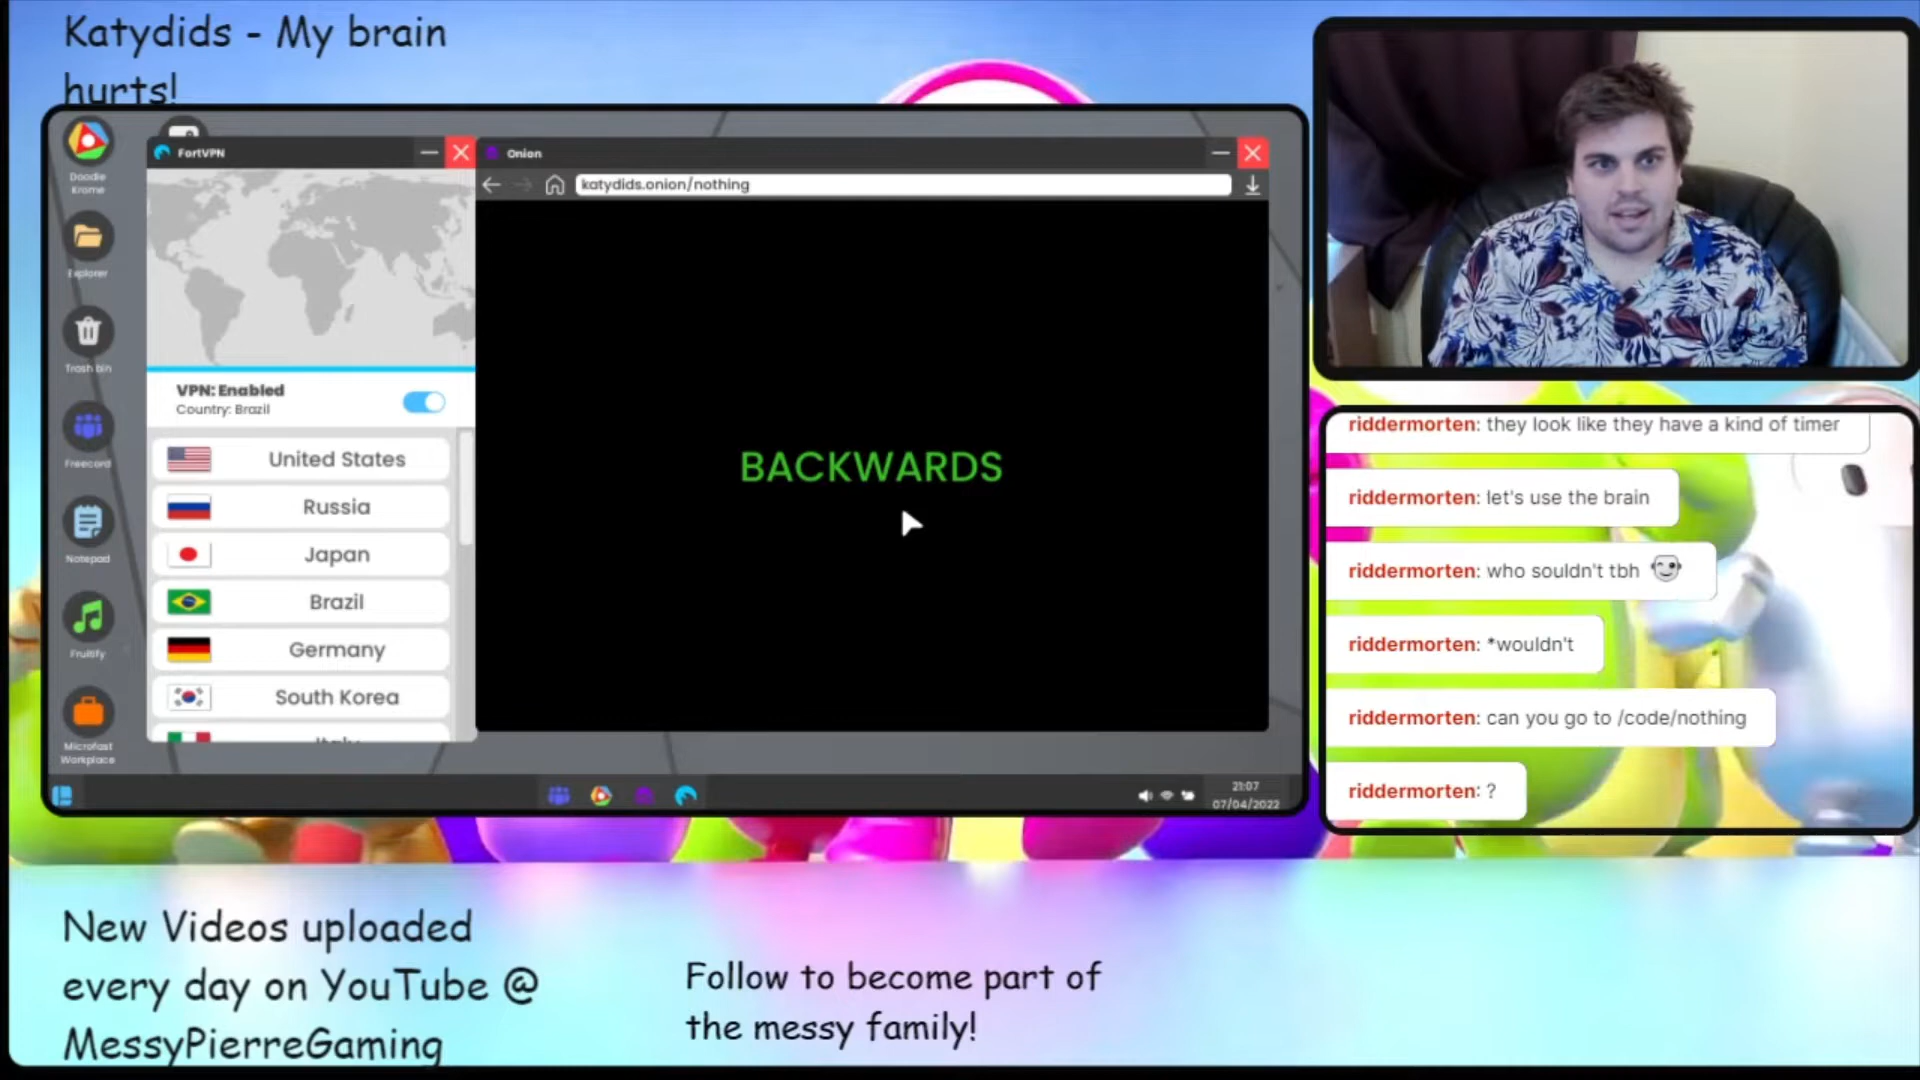 Katydids - My brain
hurts!
Doodle
Krome
Explorer
Trash bin
Freecord
Notepad
Fruitify
Microfast
Workplace
FortVPN
VPN: Enabled
Country: Brazil
United States
Russia
Japan
Brazil
Germany
South Korea
Italy
Onion
katydids.onion/nothing
BACKWARDS
21:07
07/04/2022
riddermorten: they look like they have a kind of timer
riddermorten: let's use the brain
riddermorten: who souldn't tbh
riddermorten: *wouldn't
riddermorten: can you go to /code/nothing
riddermorten: ?
New Videos uploaded
every day on YouTube @
MessyPierreGaming
Follow to become part of
the messy family!